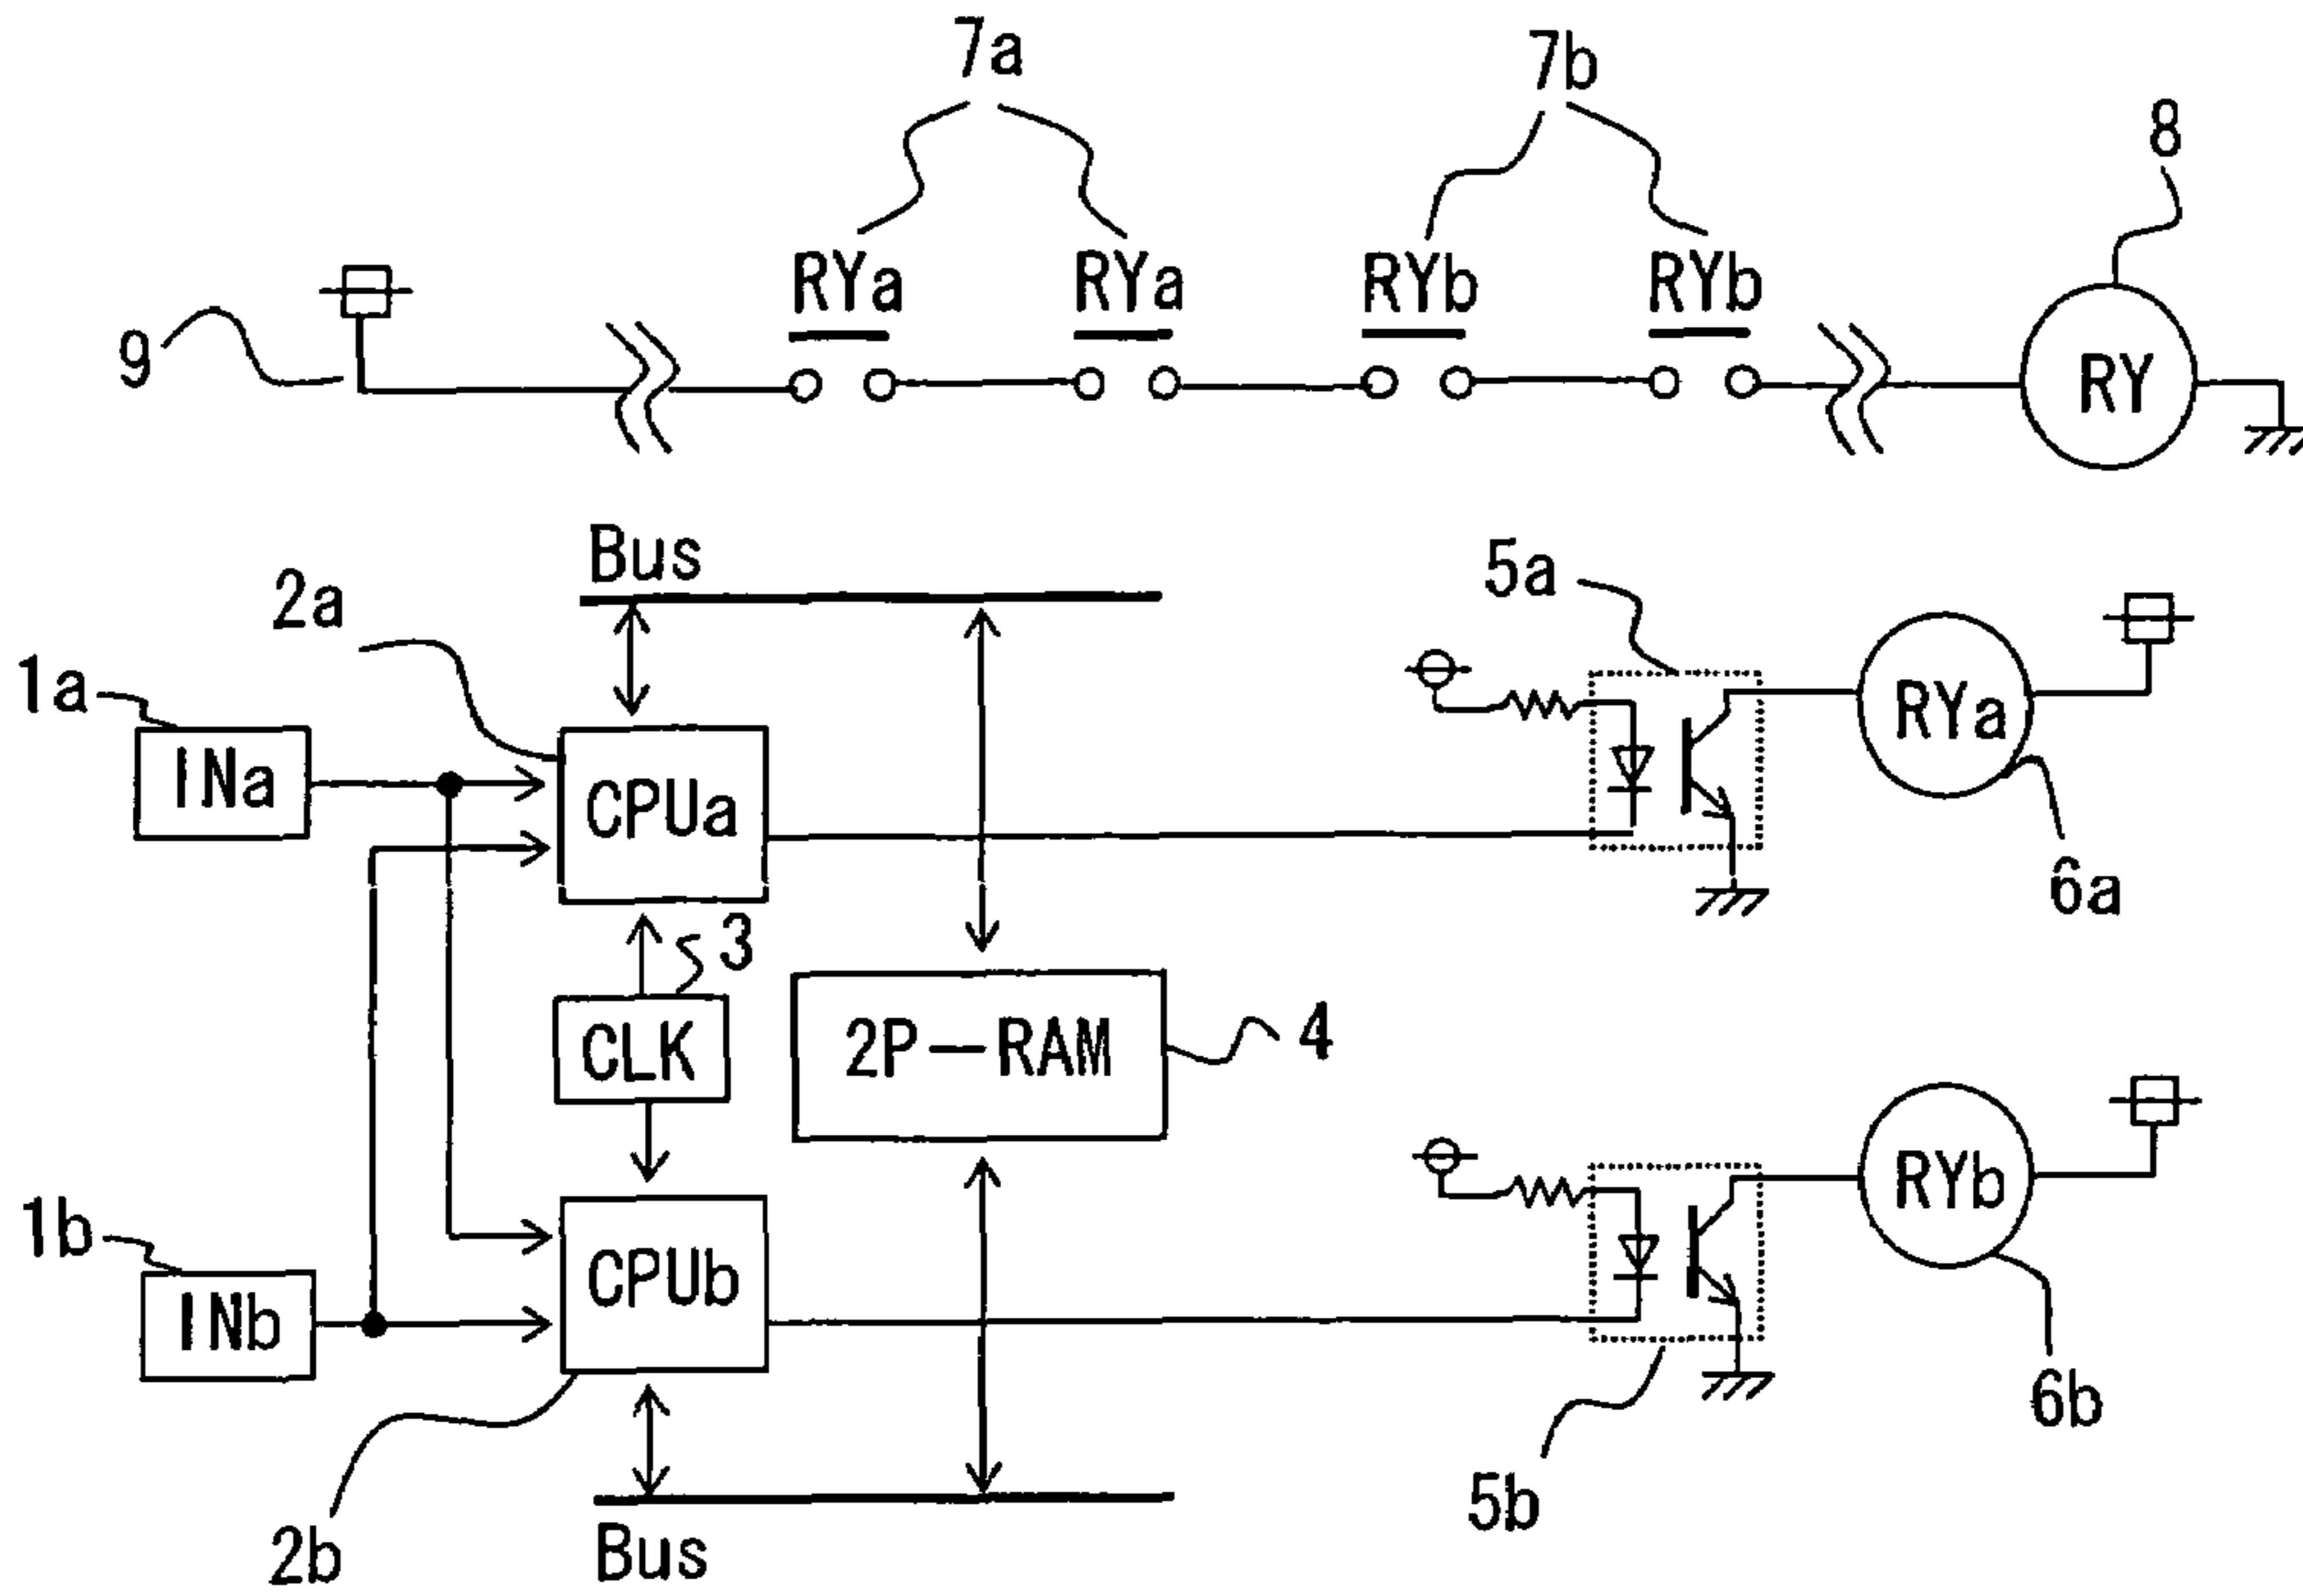 7a
7b
8
RYa
RYa
RYb
RYb
9
RY
Bus
2a
5a
1a
INa
CPUa
RYa
6a
3
CLK
2P-RAM
4
1b
INb
CPUb
RYb
6b
5b
2b
Bus